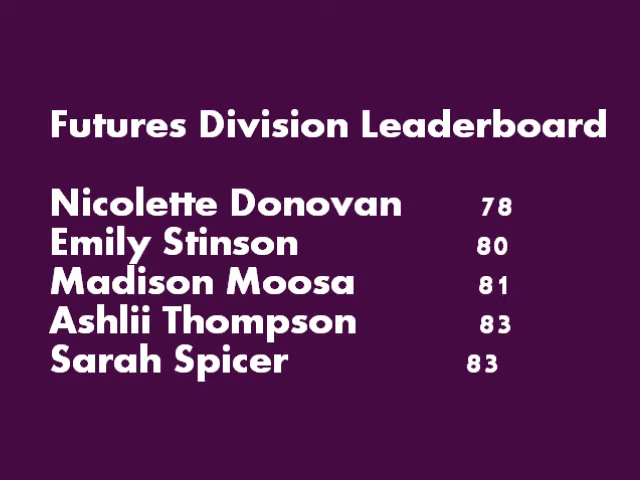 Futures Division Leaderboard
Nicolette Donovan 78
Emily Stinson 80
Madison Moosa 81
Ashlii Thompson 83
Sarah Spicer 83